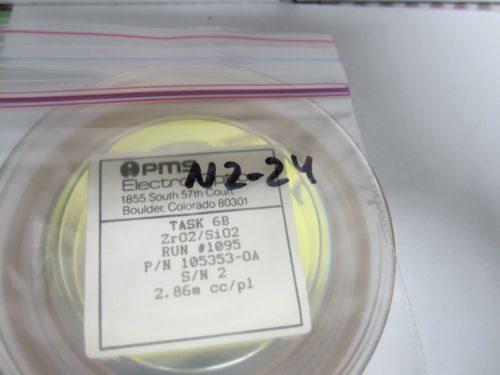 PMS
Electro-Optics
N2-24
1855 South 57th Court
Boulder, Colorado 80301
TASK 6B
ZrO2/SiO2
RUN #1095
P/N 105353-0A
S/N 2
2.86m cc/pl